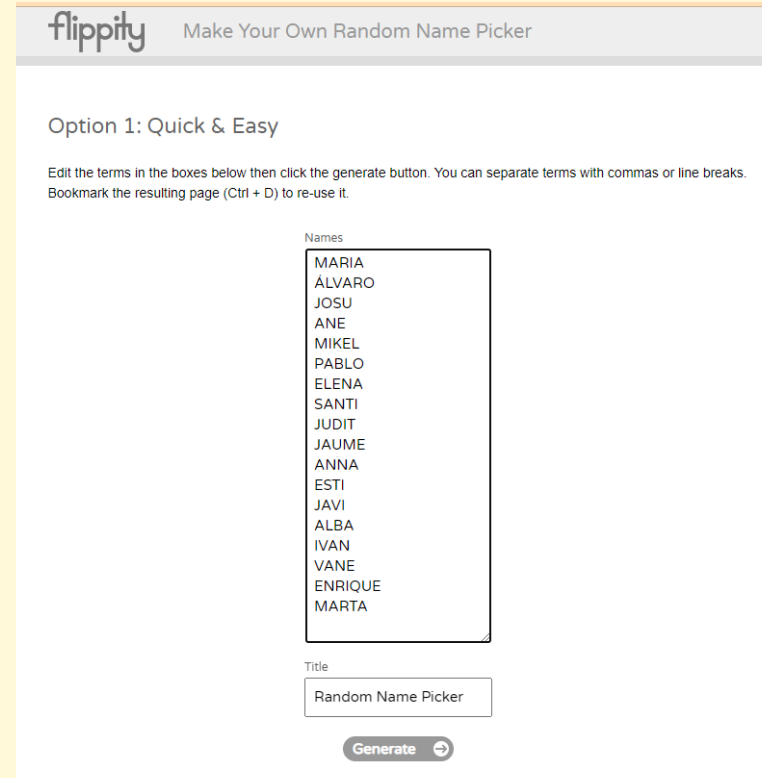 flippity Make Your Own Random Name Picker
Option 1: Quick & Easy
Edit the terms in the boxes below then click the generate button. You can separate terms with commas or line breaks.
Bookmark the resulting page (Ctrl + D) to re-use it.
Names
MARIA
ÁLVARO
JOSU
ANE
MIKEL
PABLO
ELENA
SANTI
JUDIT
JAUME
ANNA
ESTI
JAVI
ALBA
IVAN
VANE
ENRIQUE
MARTA
Title
Random Name Picker
Generate